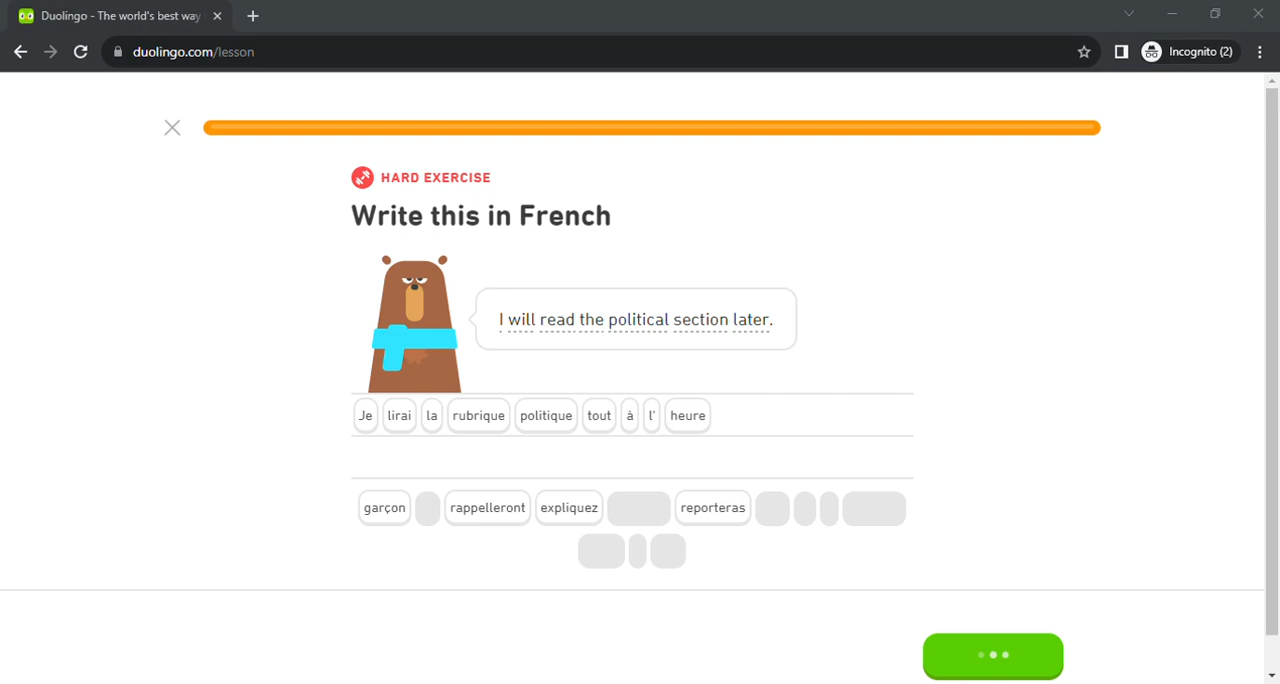 Duolingo - The world's best way
duolingo.com/lesson
Incognito (2)
HARD EXERCISE
Write this in French
I will read the political section later.
Je lirai la rubrique politique tout à l' heure
garçon rappelleront expliquez reporteras